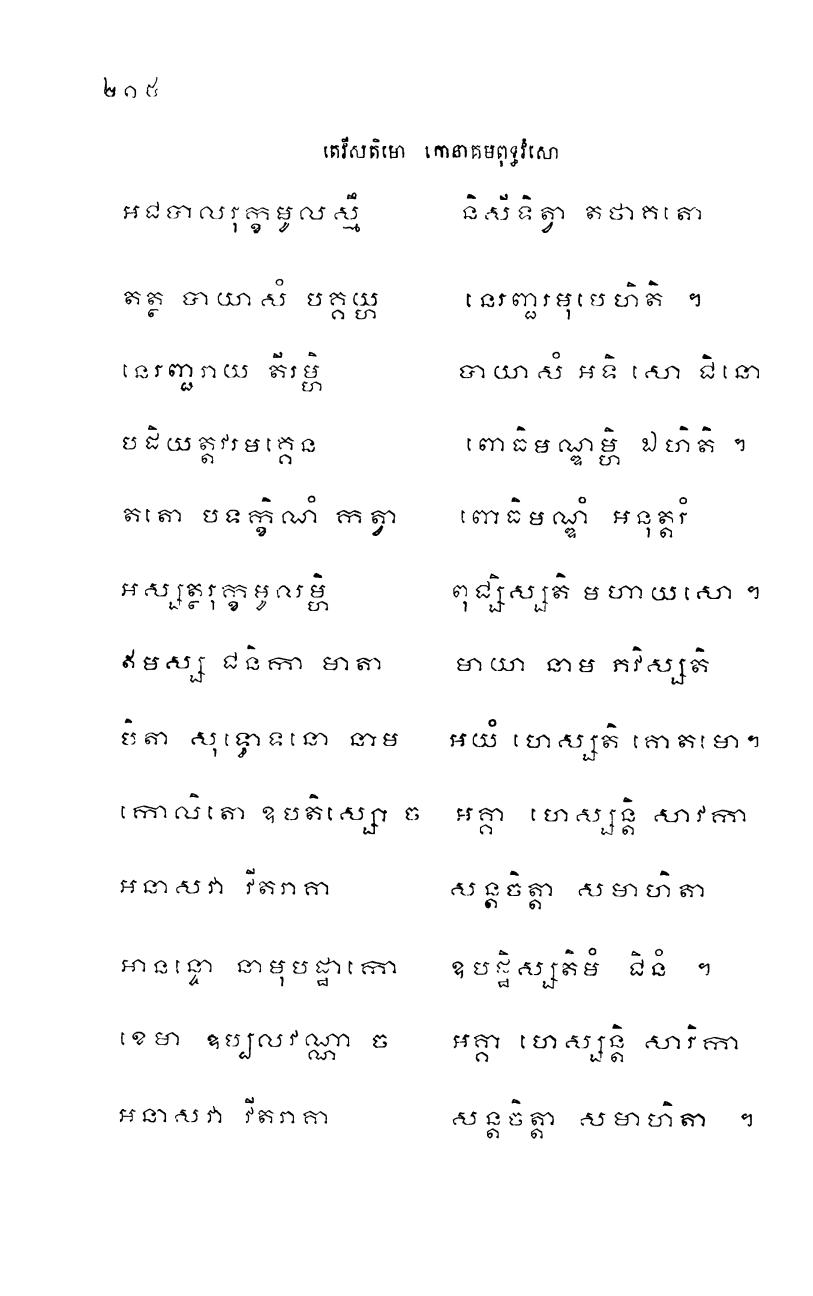 ២១៥
តេវីសតិមោ កោនាគមពុទ្ធវំសោ
អជបាលរុក្ខមូលស្មឹ និសីទិត្វា តថាគតោ
តត្ថ បាយាសំ បគ្គយ្ហ នេរញ្ជរមុបេហិតិ ។
នេរញ្ជរាយ តីរម្ហិ បាយាសំ អទិ សោ ជិនោ
បដិយត្តវរមគ្គេន ពោធិមណ្ឌម្ហិ ឯហិតិ ។
តតោ បទក្ខិណំ កត្វា ពោធិមណ្ឌំ អនុត្តរំ
អស្សត្ថរុក្ខមូលម្ហិ ពុជ្ឈិស្សតិ មហាយសោ ។
ឥមស្ស ជនិកា មាតា មាយា នាម ភវិស្សតិ
បិតា សុទ្ធោទនោ នាម អយំ ហេស្សតិ គោតមោ ។
កោលិតោ ឧបតិស្សោ ច អគ្គា ហេស្សន្តិ សាវកា
អនាសវា វីតរាគា សន្តចិត្តា សមាហិតា
អានន្ទោ នាមុបដ្ឋាកោ ឧបដ្ឋិស្សតិមំ ជិនំ ។
ខេមា ឧប្បលវណ្ណា ច អគ្គា ហេស្សន្តិ សាវិកា
អនាសវា វីតរាគា សន្តចិត្តា សមាហិតា ។